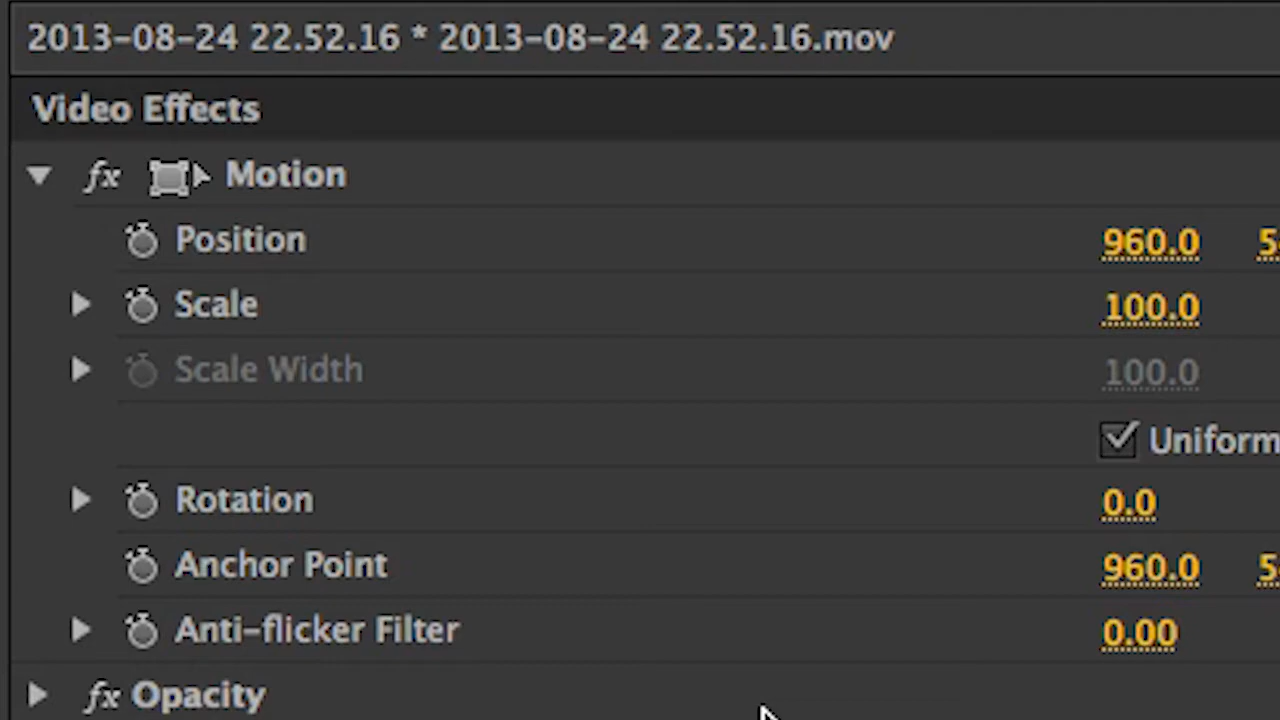 2013-08-24 22.52.16 * 2013-08-24 22.52.16.mov
Video Effects
fx Motion
Position 960.0 5
Scale 100.0
Scale Width 100.0
Uniform
Rotation 0.0
Anchor Point 960.0 5
Anti-flicker Filter 0.00
fx Opacity